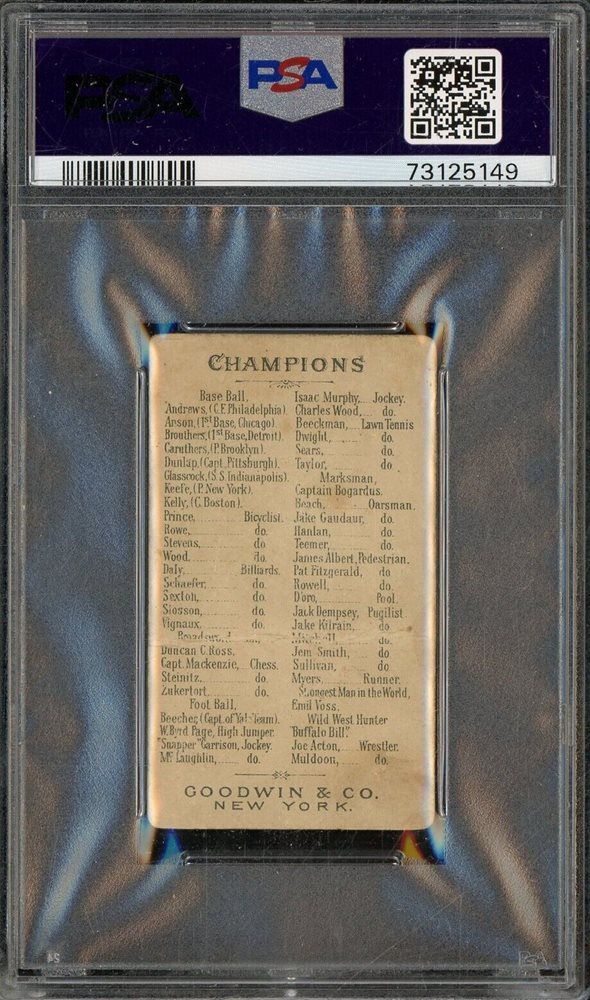 PSA
PSA
73125149
CHAMPIONS
Base Ball.
Andrews, (C.F. Philadelphia).
Anson, (1st Base, Chicago)
Brouthers, (1st Base, Detroit).
Caruthers, (P. Brooklyn).
Dunlap, (Capt. Pittsburgh).
Glasscock, (S.S. Indianapolis).
Keefe, (P. New York).
Kelly, (C. Boston).
Prince, Bicyclist.
Rowe, do.
Stevens, do.
Wood, do.
Daly, Billiards.
Schaefer, do.
Sexton, do.
Slosson, do.
Vignaux, do.
Broadsword
Duncan C. Ross.
Capt. Mackenzie, Chess.
Steinitz, do.
Zukertort, do.
Foot Ball,
Beecher, (Capt. of Yale Team).
W. Byrd Page, High Jumper.
"Snapper" Garrison, Jockey.
Mc Laughlin, do.
Isaac Murphy, Jockey.
Charles Wood, do.
Beeckman, Lawn Tennis
Dwight, do.
Sears, do.
Taylor, do
Marksman,
Captain Bogardus.
Beach, Oarsman.
Jake Gaudaur, do.
Hanlan, do.
Teemer, do.
James Albert, Pedestrian.
Pat Fitzgerald, do
Rowell, do
D'oro, Pool
Jack Dempsey, Pugilist
Jake Kilrain, do
do.
Jem Smith, do
Sullivan, do
Myers, Runner.
Strongest Man in the World,
Emil Voss.
Wild West Hunter
"Buffalo Bill".
Joe Acton, Wrestler.
Muldoon, do.
GOODWIN & CO.
NEW YORK.